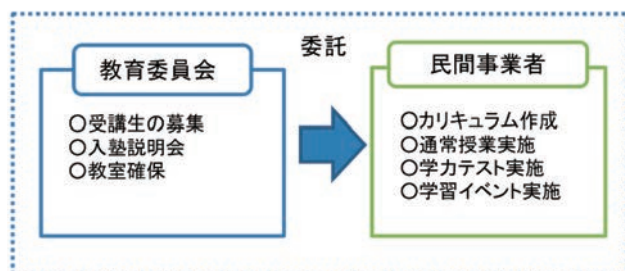 委託
教育委員会
○受講生の募集
○入塾説明会
○教室確保
民間事業者
○カリキュラム作成
○通常授業実施
○学力テスト実施
○学習イベント実施